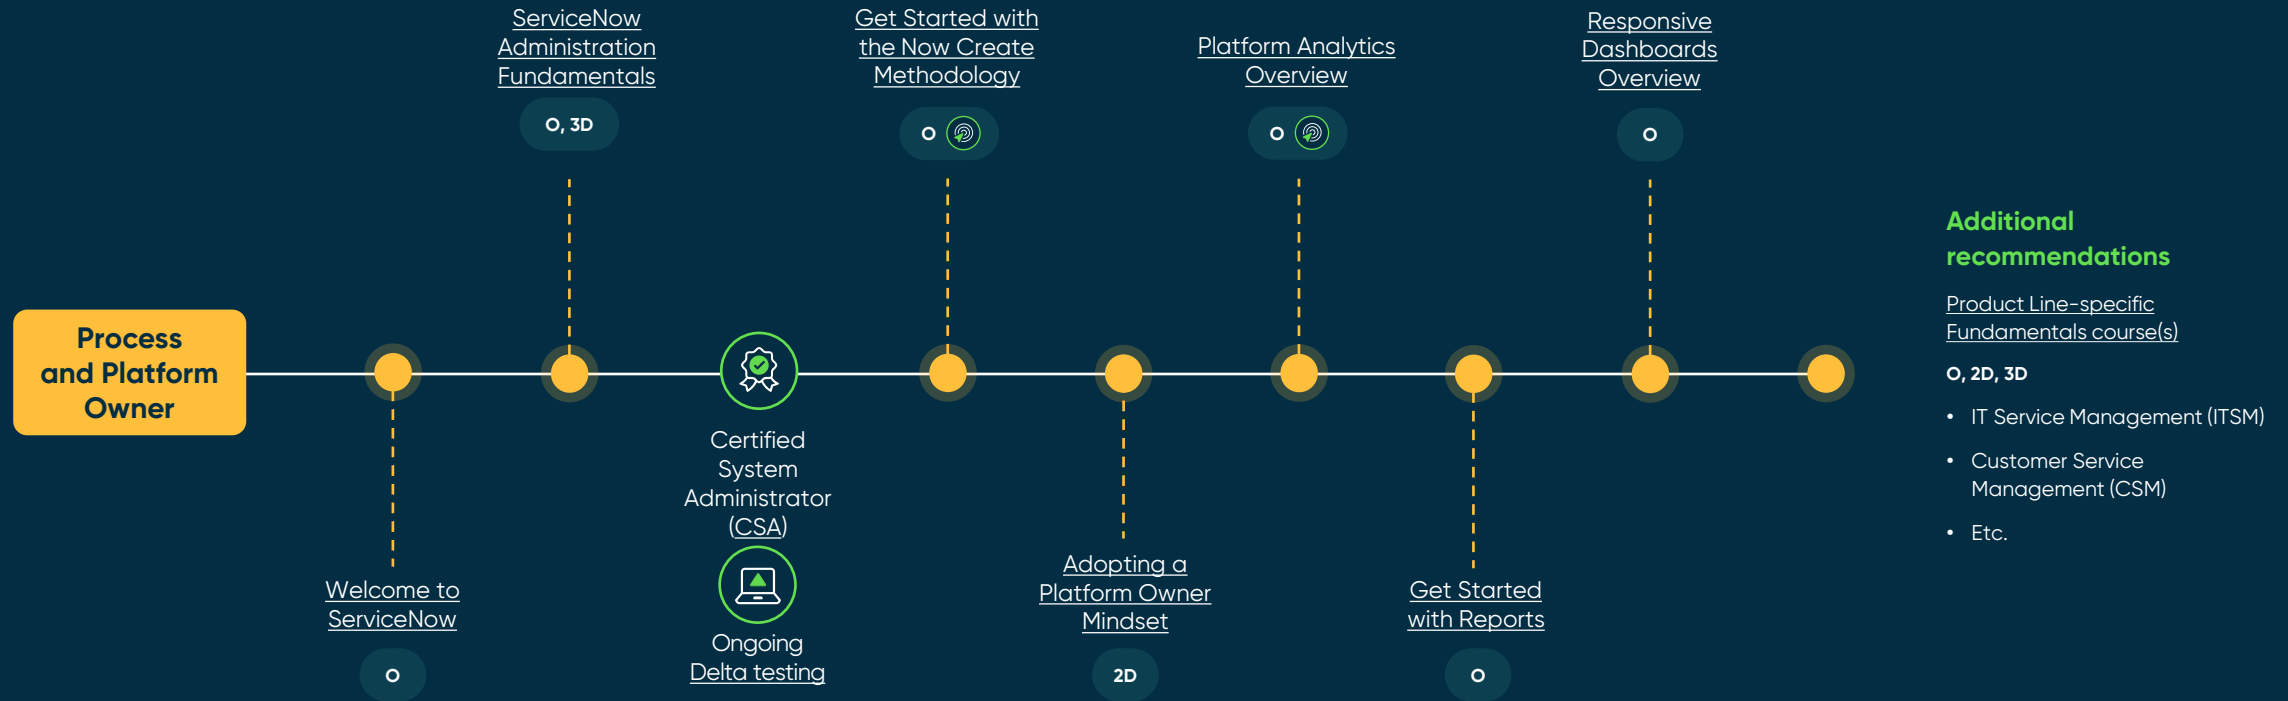 Process
and Platform
Owner
Welcome to
ServiceNow
O
ServiceNow
Administration
Fundamentals
O, 3D
Certified
System
Administrator
(CSA)
Ongoing
Delta testing
Get Started with
the Now Create
Methodology
O
Adopting a
Platform Owner
Mindset
2D
Platform Analytics
Overview
O
Get Started
with Reports
O
Responsive
Dashboards
Overview
O
Additional
recommendations
Product Line-specific
Fundamentals course(s)
O, 2D, 3D
• IT Service Management (ITSM)
• Customer Service
Management (CSM)
• Etc.